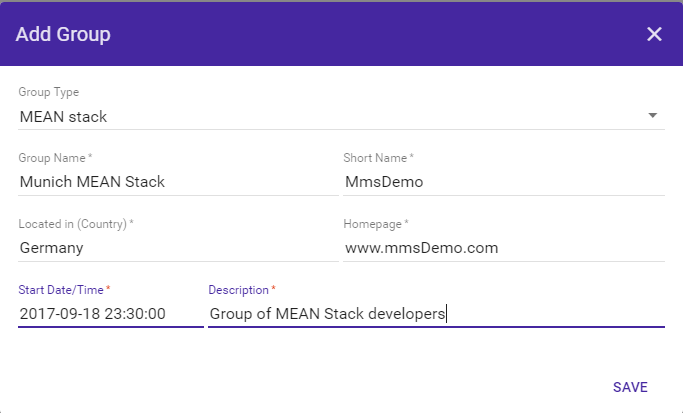 Add Group
Group Type
MEAN stack
Group Name * Short Name *
Munich MEAN Stack MmsDemo
Located in (Country) * Homepage *
Germany www.mmsDemo.com
Start Date/Time * Description *
2017-09-18 23:30:00 Group of MEAN Stack developers
SAVE